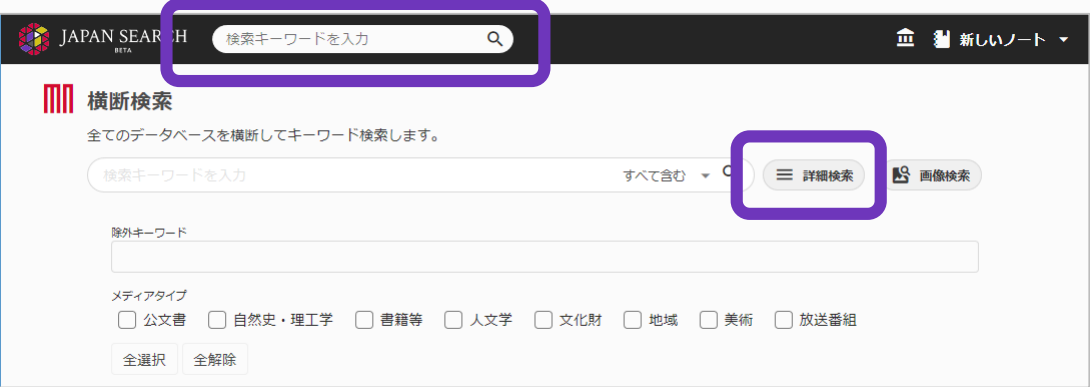 JAPAN SEARCH
BETA
検索キーワードを入力
新しいノート
横断検索
全てのデータベースを横断してキーワード検索します。
検索キーワードを入力 すべて含む 詳細検索 画像検索
除外キーワード
メディアタイプ
公文書 自然史・理工学 書籍等 人文学 文化財 地域 美術 放送番組
全選択 全解除